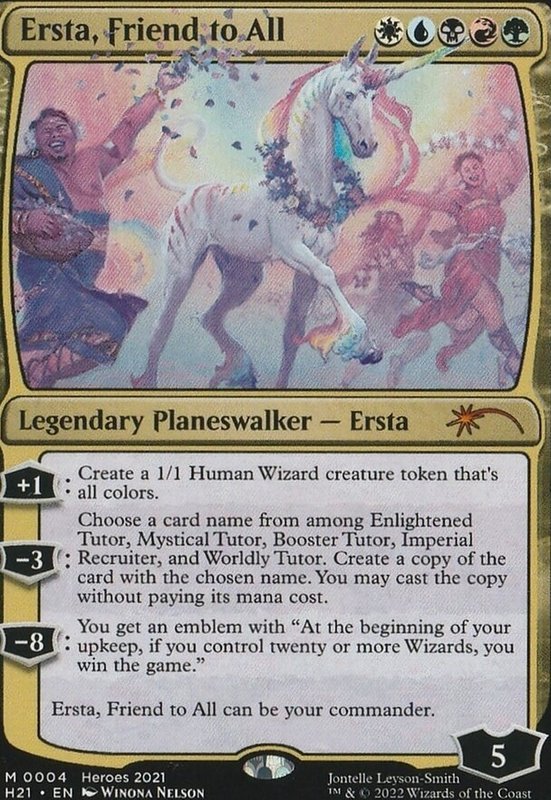 Ersta, Friend to All
Legendary Planeswalker — Ersta
+1: Create a 1/1 Human Wizard creature token that's
all colors.
Choose a card name from among Enlightened
Tutor, Mystical Tutor, Booster Tutor, Imperial
-3: Recruiter, and Worldly Tutor. Create a copy of the
card with the chosen name. You may cast the copy
without paying its mana cost.
-8: You get an emblem with “At the beginning of your
upkeep, if you control twenty or more Wizards, you
win the game.”
Ersta, Friend to All can be your commander.
5
M 0004 Heroes 2021 Jontelle Leyson-Smith
H21 • EN Winona Nelson ™ & © 2022 Wizards of the Coast